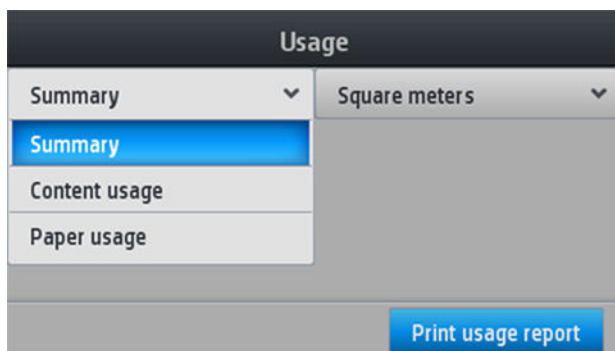 Usage
Summary
Square meters
Summary
Content usage
Paper usage
Print usage report